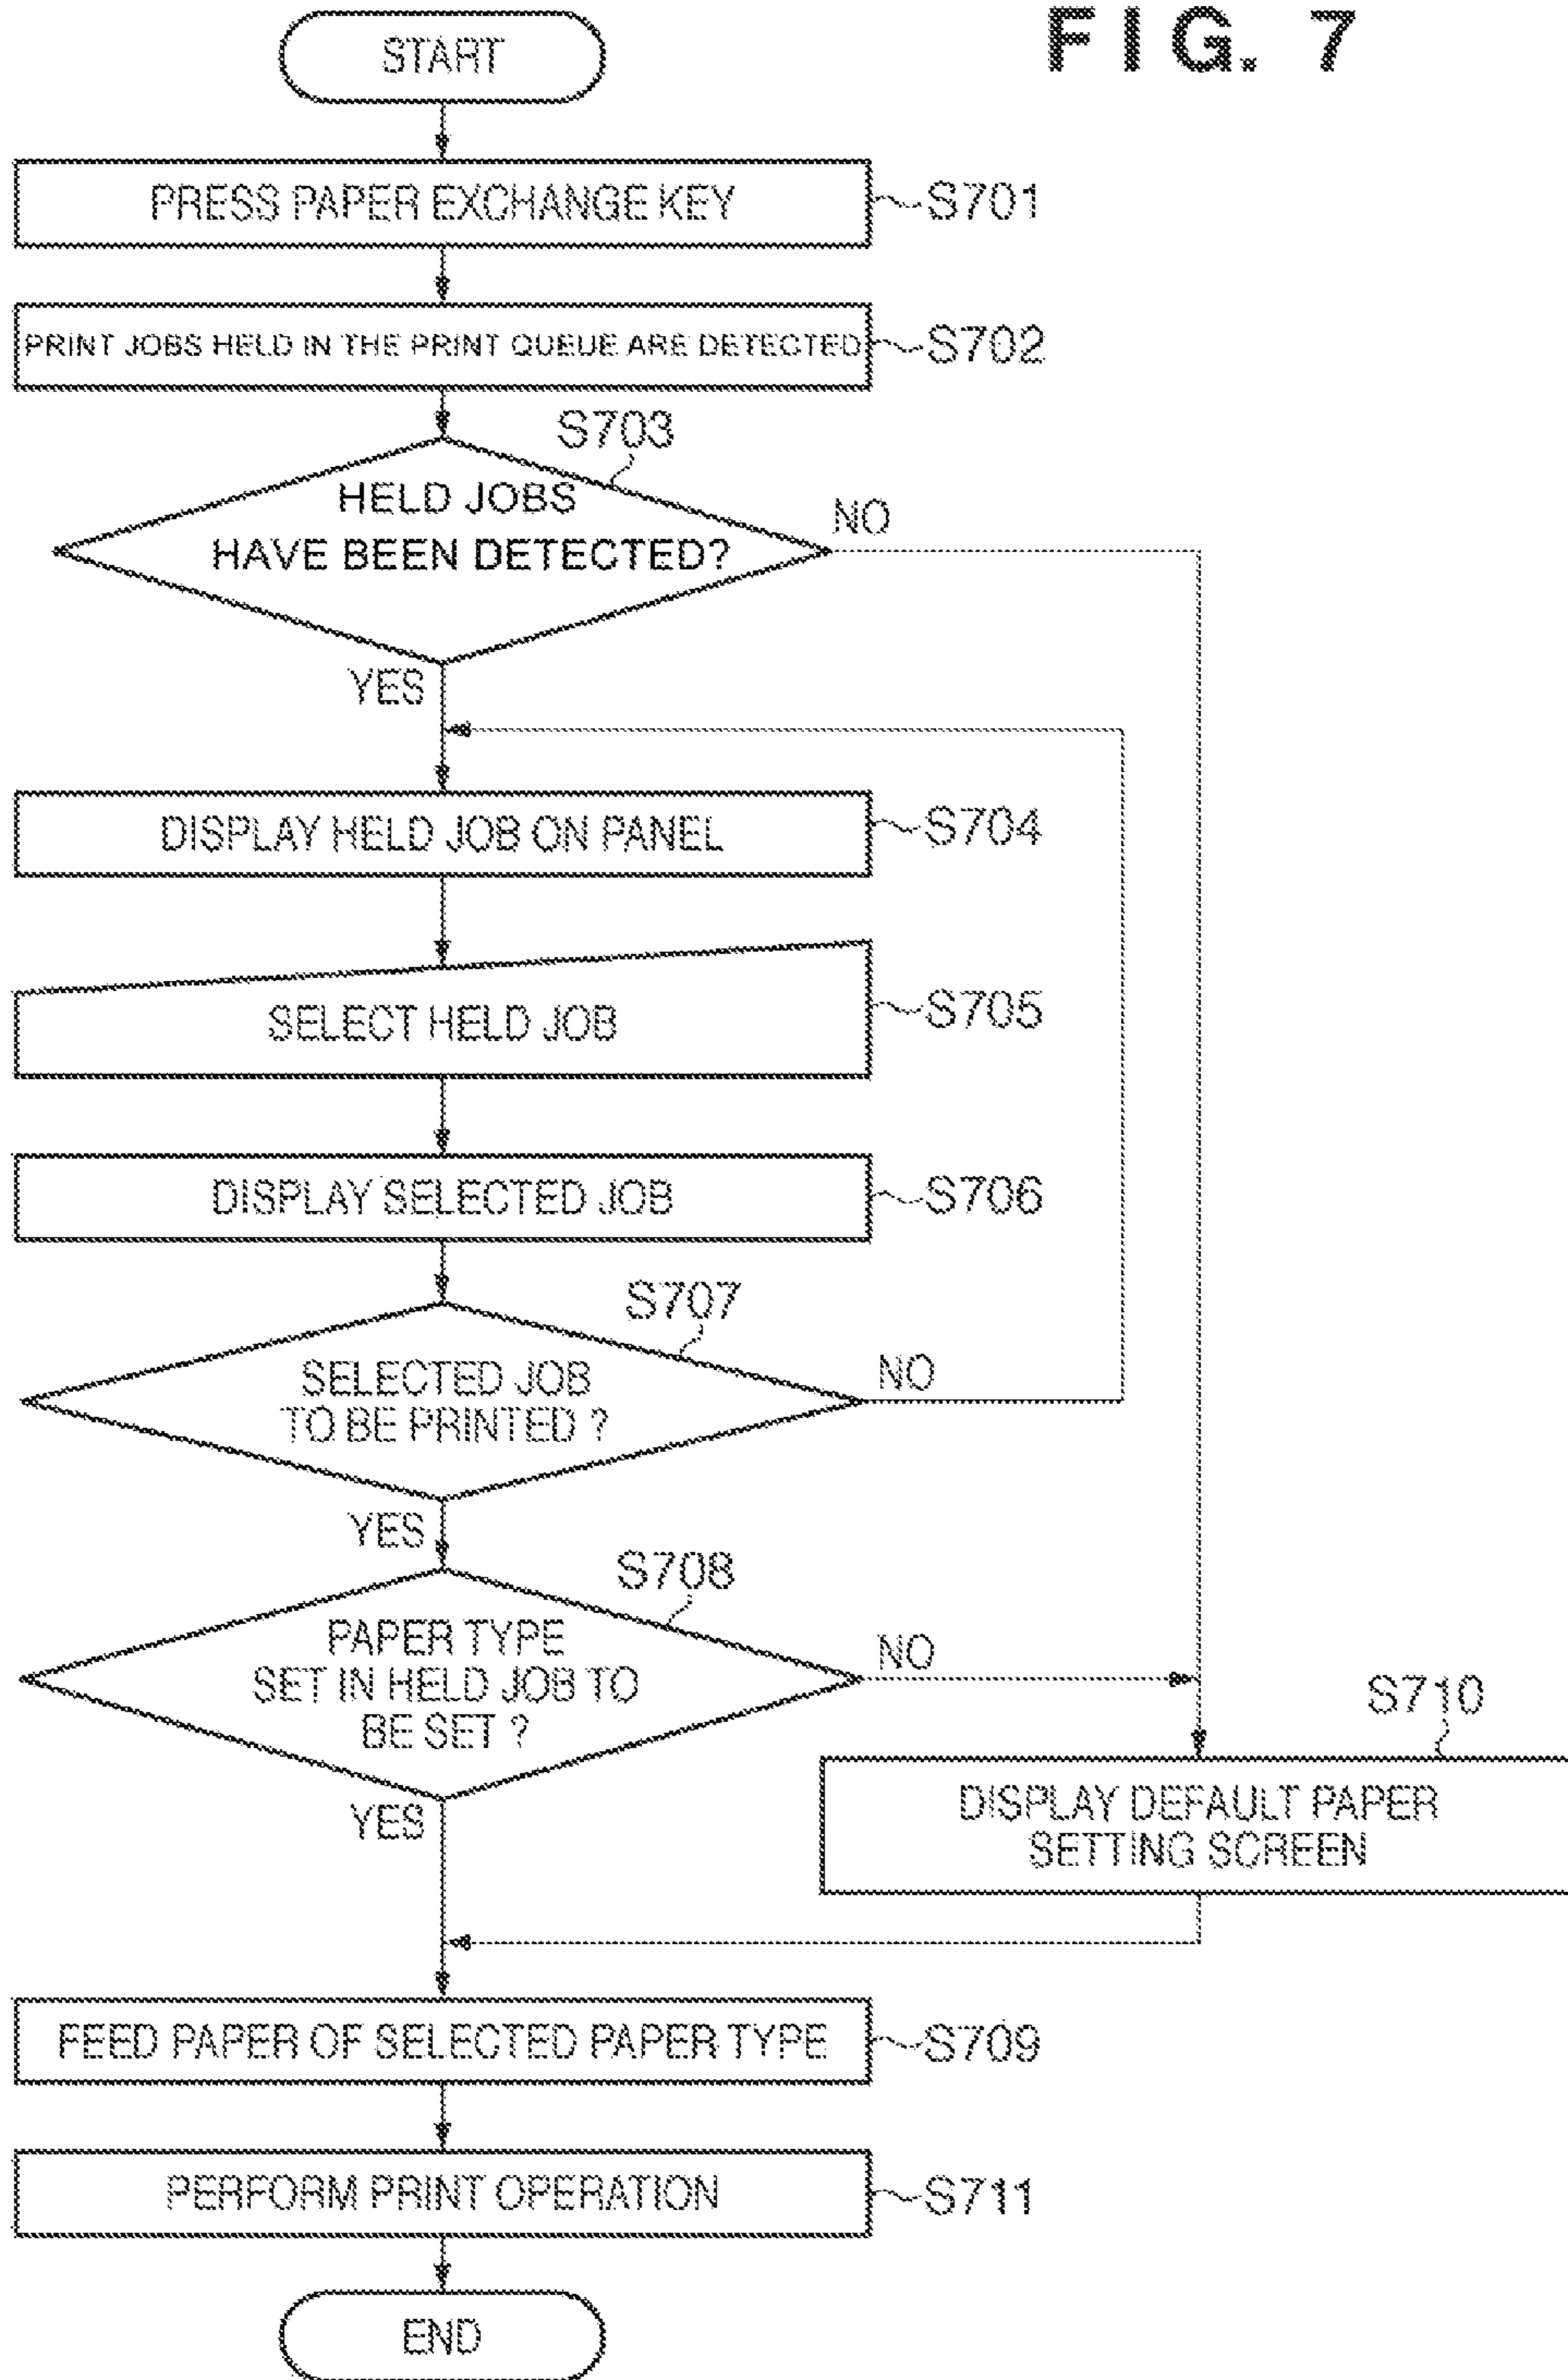 FIG. 7
START
PRESS PAPER EXCHANGE KEY
S701
PRINT JOBS HELD IN THE PRINT QUEUE ARE DETECTED
S702
S703
HELD JOBS
HAVE BEEN DETECTED?
NO
YES
DISPLAY HELD JOB ON PANEL
S704
SELECT HELD JOB
S705
DISPLAY SELECTED JOB
S706
S707
SELECTED JOB
TO BE PRINTED ?
NO
YES
S708
PAPER TYPE
SET IN HELD JOB TO
BE SET ?
NO
YES
S710
DISPLAY DEFAULT PAPER
SETTING SCREEN
FEED PAPER OF SELECTED PAPER TYPE
S709
PERFORM PRINT OPERATION
S711
END